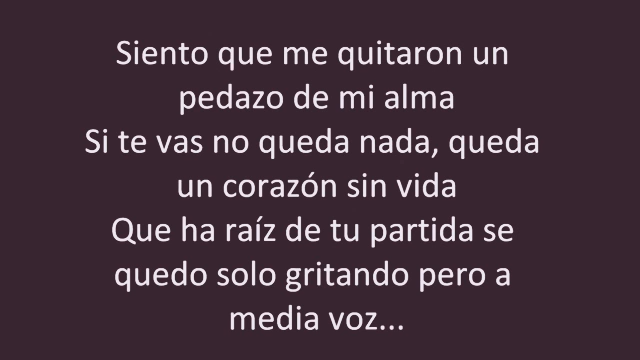 Siento que me quitaron un
pedazo de mi alma
Si te vas no queda nada, queda
un corazón sin vida
Que ha raíz de tu partida se
quedo solo gritando pero a
media voz...